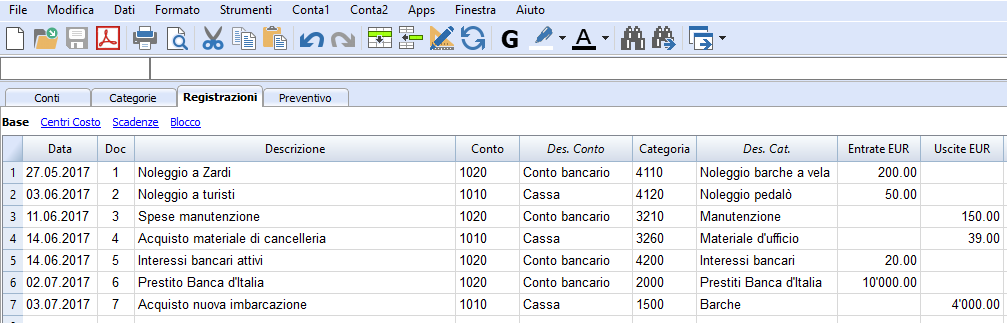 File Modifica Dati Formato Strumenti Conta1 Conta2 Apps Finestra Aiuto
G A
Conti Categorie Registrazioni Preventivo
Base Centri Costo Scadenze Blocco
Data Doc Descrizione Conto Des. Conto Categoria Des. Cat. Entrate EUR Uscite EUR
1 27.05.2017 1 Noleggio a Zardi 1020 Conto bancario 4110 Noleggio barche a vela 200.00
2 03.06.2017 2 Noleggio a turisti 1010 Cassa 4120 Noleggio pedalò 50.00
3 11.06.2017 3 Spese manutenzione 1020 Conto bancario 3210 Manutenzione 150.00
4 14.06.2017 4 Acquisto materiale di cancelleria 1010 Cassa 3260 Materiale d'ufficio 39.00
5 14.06.2017 5 Interessi bancari attivi 1020 Conto bancario 4200 Interessi bancari 20.00
6 02.07.2017 6 Prestito Banca d'Italia 1020 Conto bancario 2000 Prestiti Banca d'Italia 10'000.00
7 03.07.2017 7 Acquisto nuova imbarcazione 1010 Cassa 1500 Barche 4'000.00